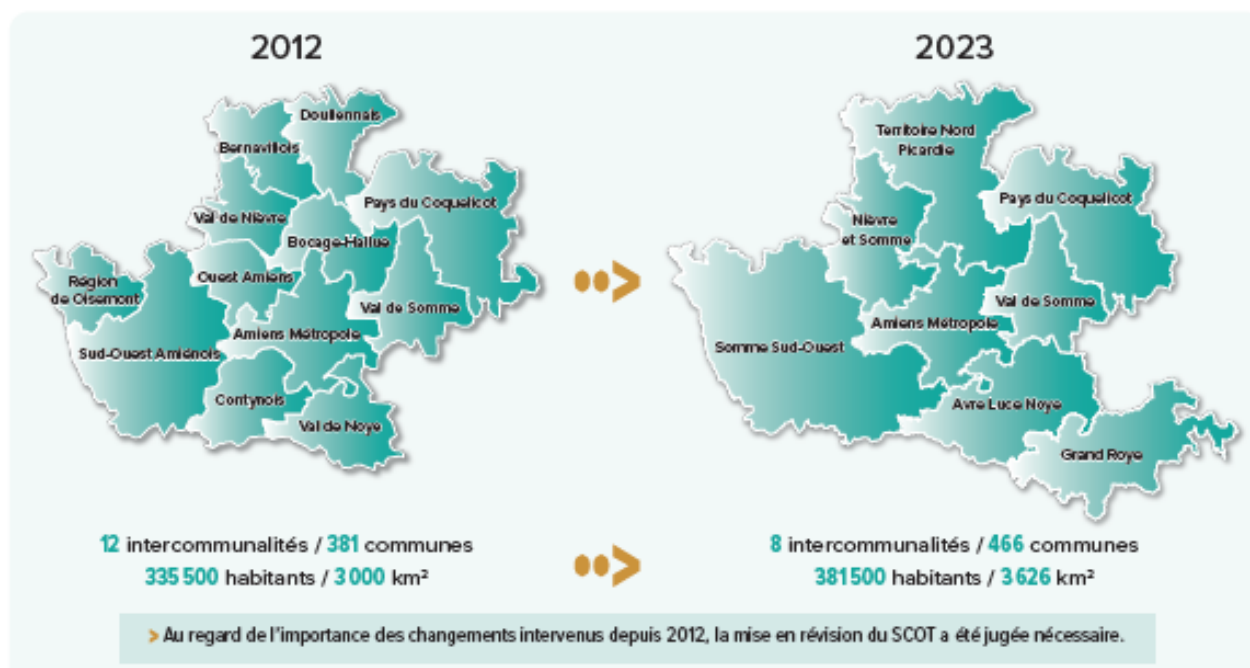 2012
Doullennais
Bernavillois
Pays du Coquelicot
Val de Nièvre
Bocage-Hallue
Ouest Amiens
Région
de Oisemont
Val de Somme
Amiens Métropole
Sud-Ouest Amiénois
Contynois
Val de Noye
12 intercommunalités / 381 communes
335 500 habitants / 3 000 km²
2023
Territoire Nord
Picardie
Pays du Coquelicot
Nièvre
et Somme
Val de Somme
Amiens Métropole
Somme Sud-Ouest
Avre Luce Noye
Grand Roye
8 intercommunalités / 466 communes
381 500 habitants / 3 626 km²
> Au regard de l'importance des changements intervenus depuis 2012, la mise en révision du SCOT a été jugée nécessaire.